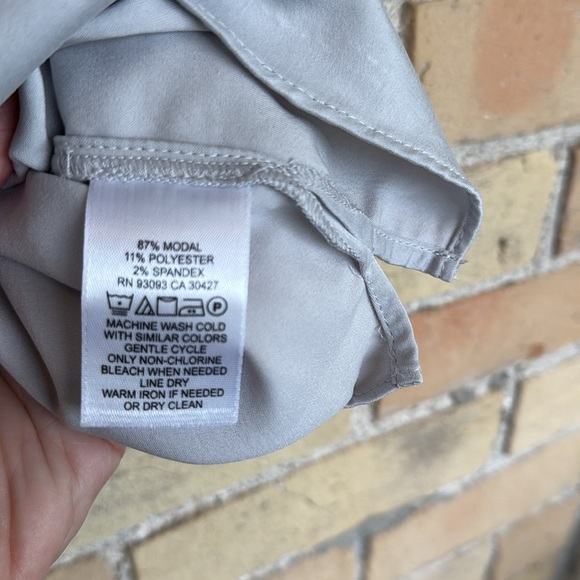 87% MODAL
11% POLYESTER
2% SPANDEX
RN 93093 CA 30427
P
MACHINE WASH COLD
WITH SIMILAR COLORS
GENTLE CYCLE
ONLY NON-CHLORINE
BLEACH WHEN NEEDED
LINE DRY
WARM IRON IF NEEDED
OR DRY CLEAN